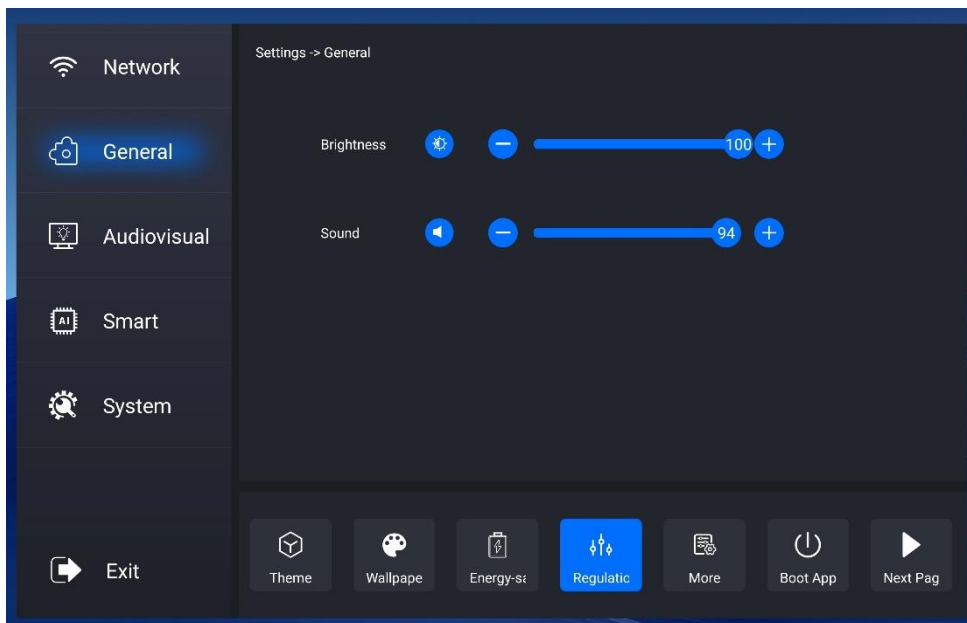 Network
General
Audiovisual
AI
Smart
System
Exit
Settings -> General
Brightness
100
Sound
94
Theme
Wallpape
Energy-sa
Regulatic
More
Boot App
Next Pag